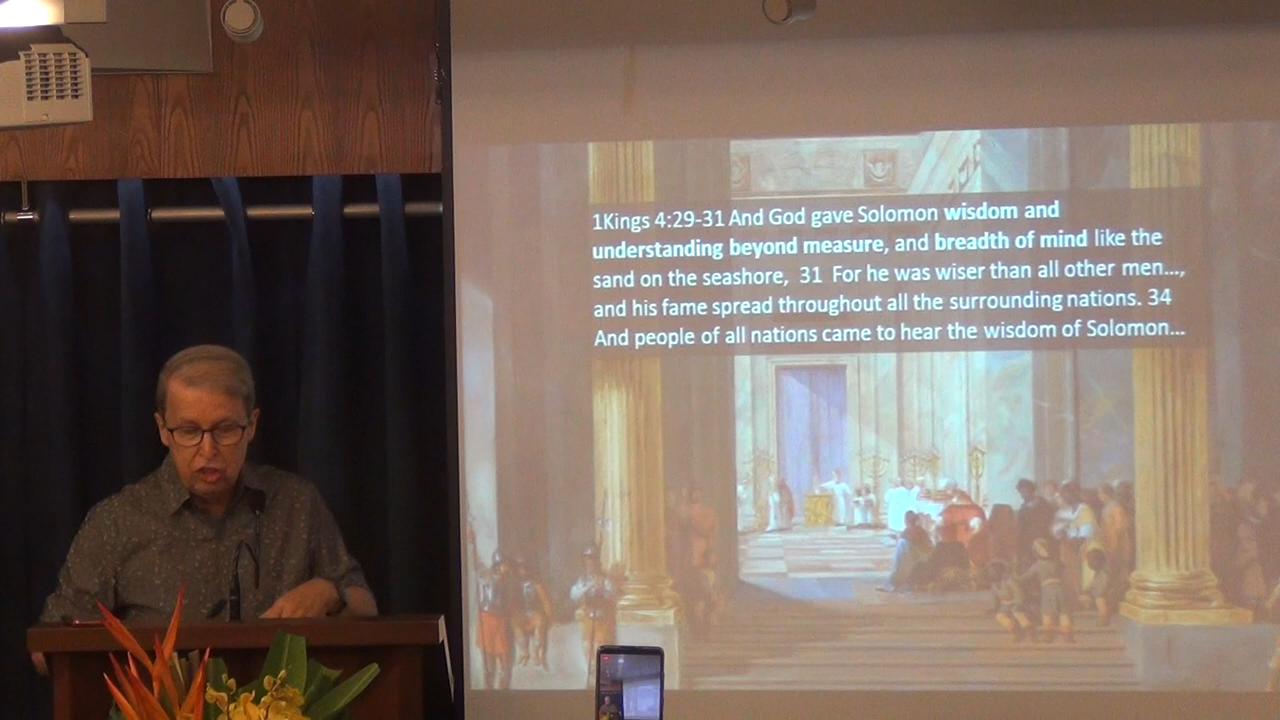 1Kings 4:29-31 And God gave Solomon wisdom and
understanding beyond measure, and breadth of mind like the
sand on the seashore, 31 For he was wiser than all other men...,
and his fame spread throughout all the surrounding nations. 34
And people of all nations came to hear the wisdom of Solomon...